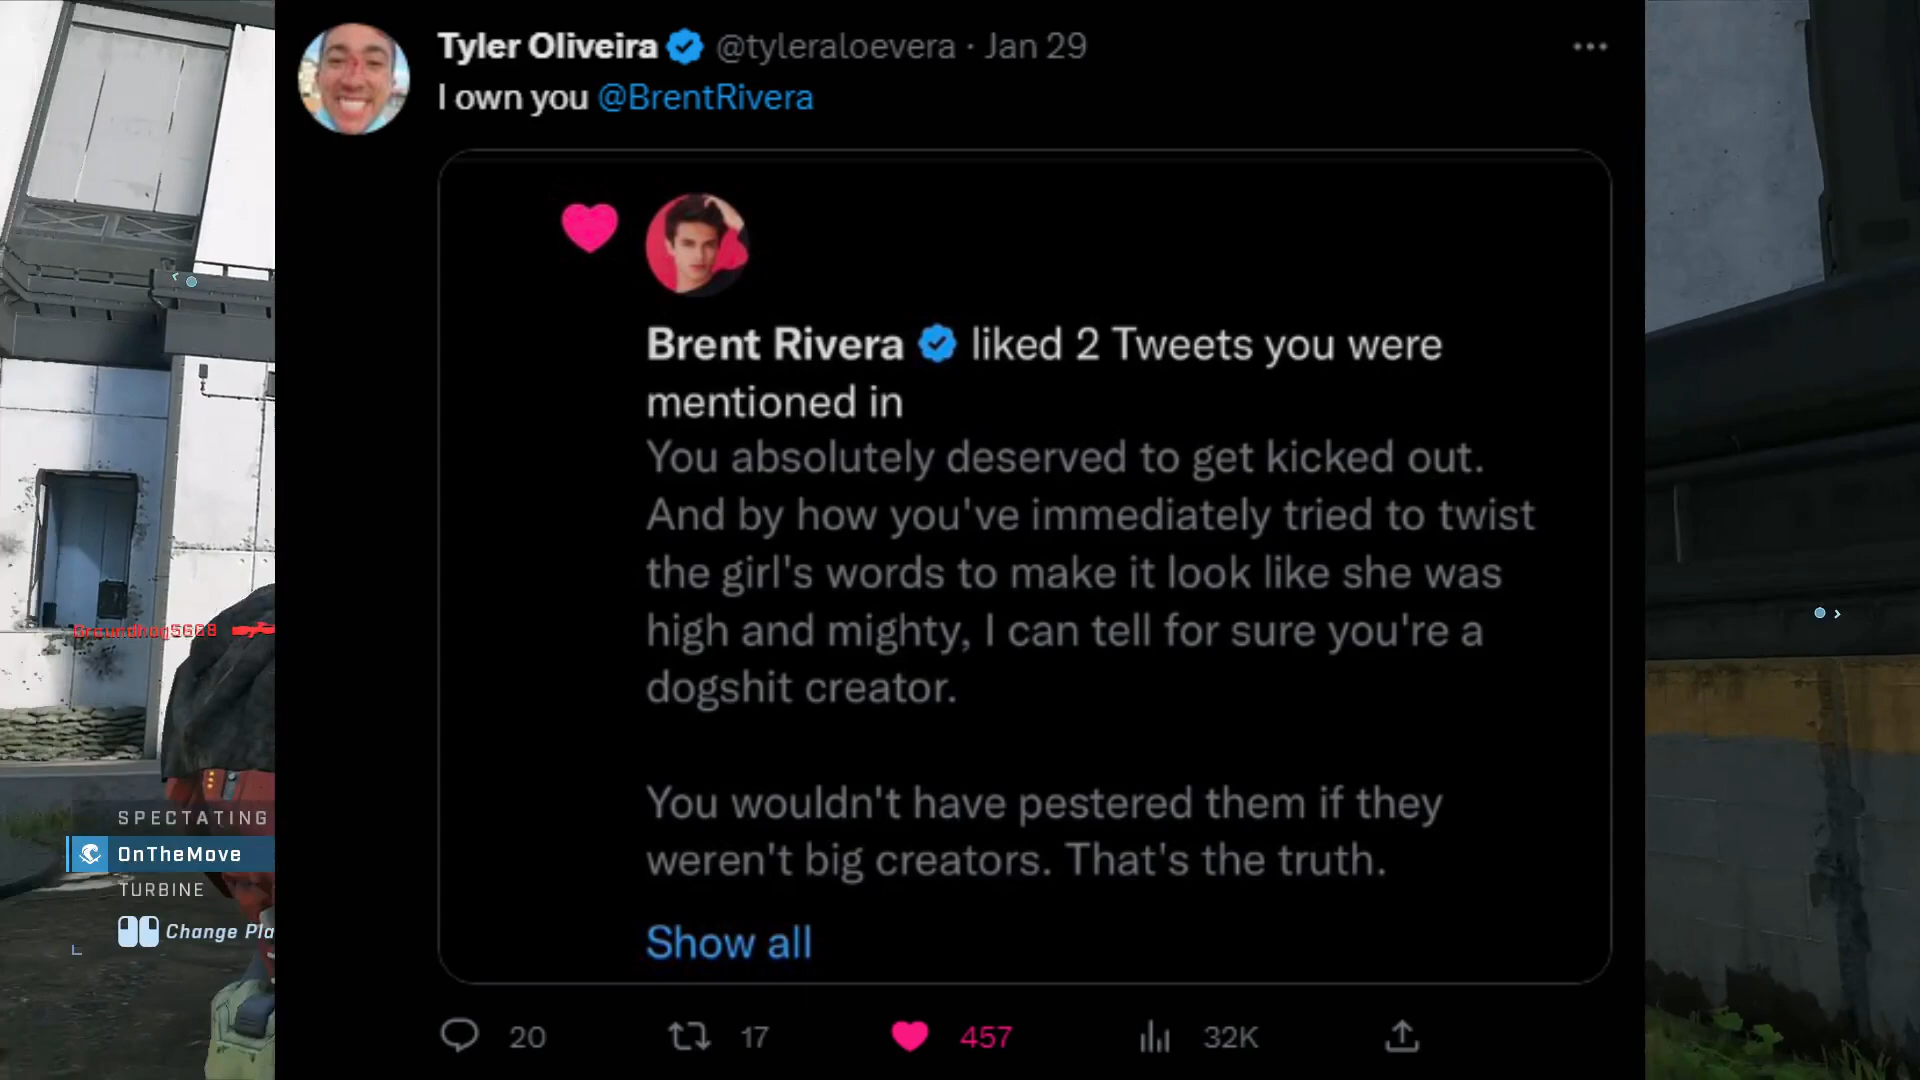 Tyler Oliveira @tyleraloevera · Jan 29
I own you @BrentRivera
Brent Rivera liked 2 Tweets you were
mentioned in
You absolutely deserved to get kicked out.
And by how you've immediately tried to twist
the girl's words to make it look like she was
high and mighty, I can tell for sure you're a
dogshit creator.
You wouldn't have pestered them if they
weren't big creators. That's the truth.
Show all
20 17 457 32K
Groundhog5668
SPECTATING
OnTheMove
TURBINE
Change Pla